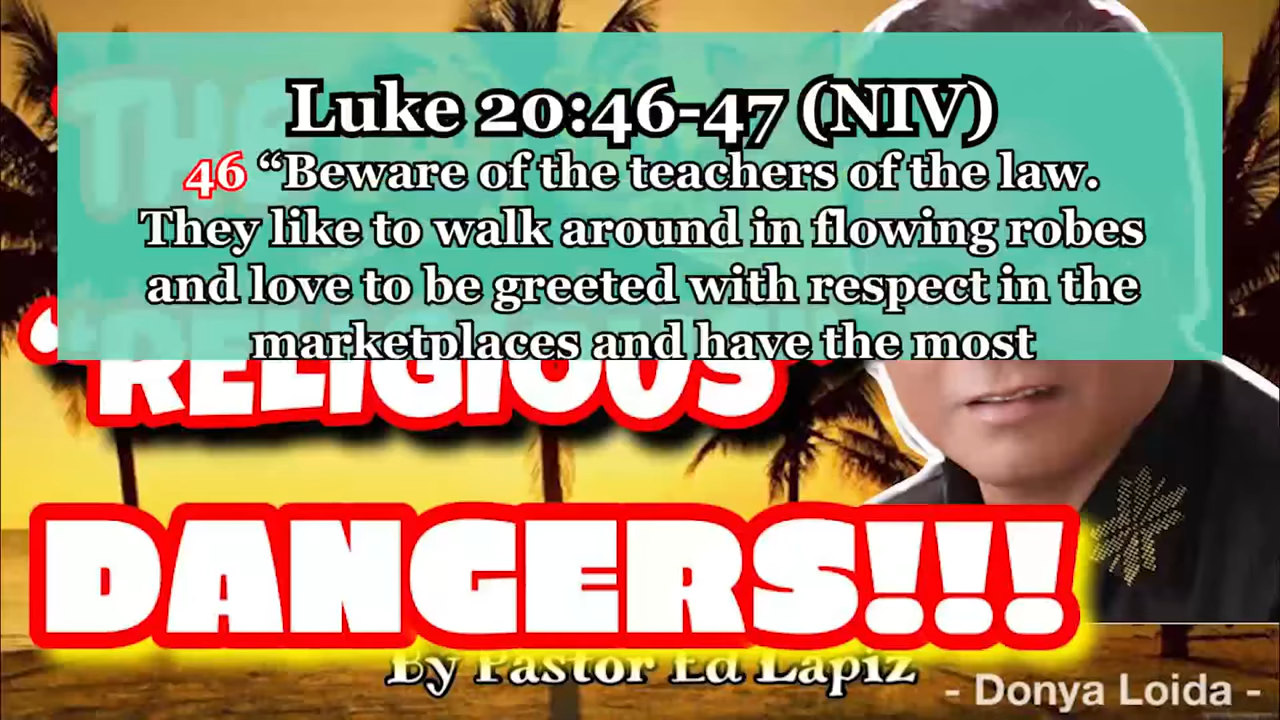 THE
Luke 20:46-47 (NIV)
46 “Beware of the teachers of the law.
They like to walk around in flowing robes
and love to be greeted with respect in the
marketplaces and have the most
“RELIGIOUS”
DANGERS!!!
By Pastor Ed Lapiz
- Donya Loida -